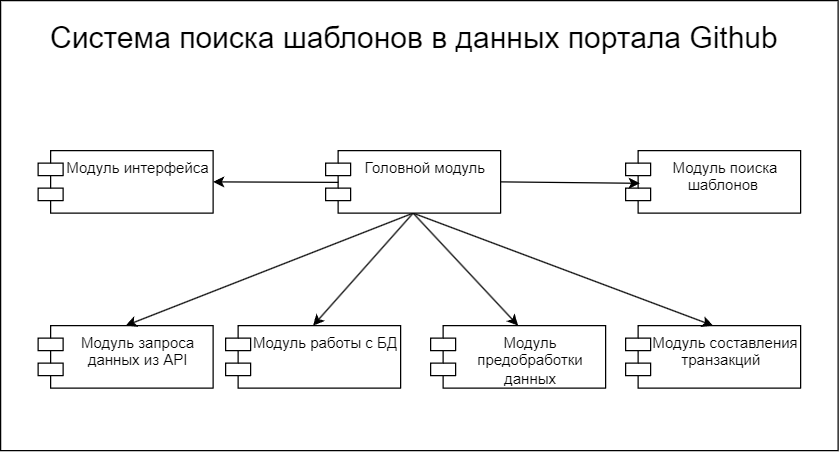 Система поиска шаблонов в данных портала Github
Модуль интерфейса
Головной модуль
Модуль поиска
шаблонов
Модуль запроса
данных из API
Модуль работы с БД
Модуль
предобработки
данных
Модуль составления
транзакций